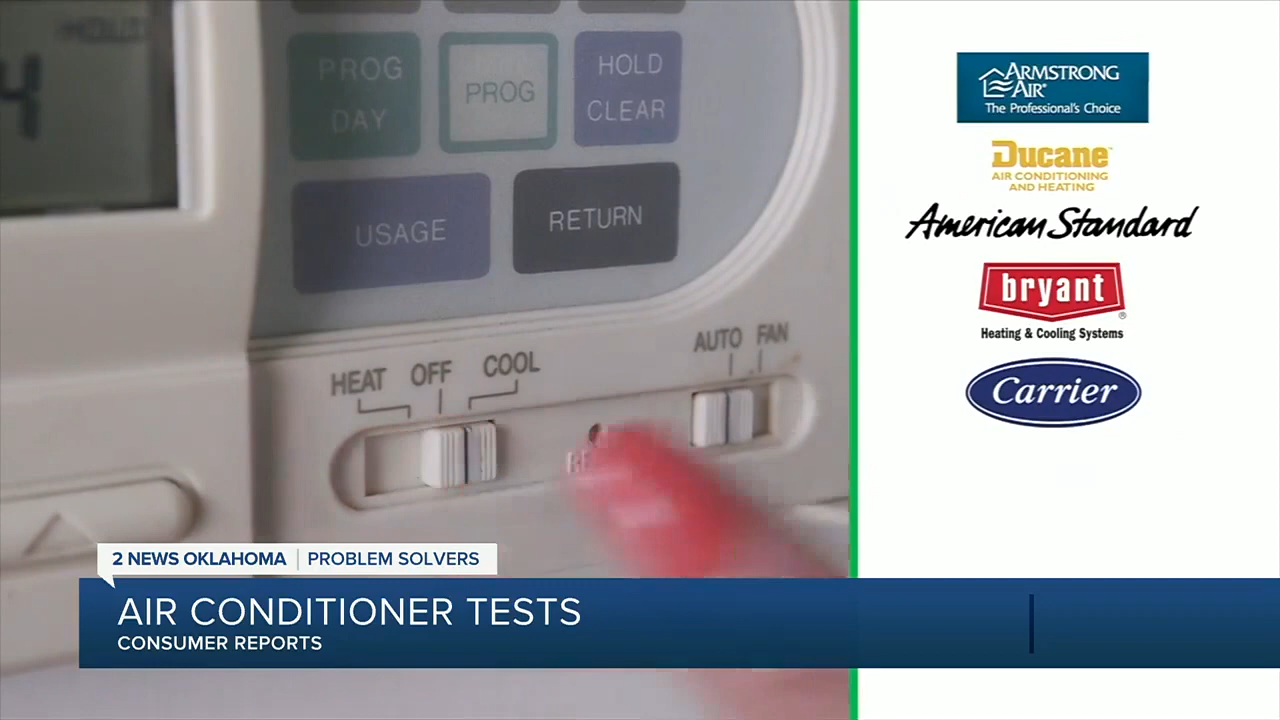 4
PROG
DAY
PROG
HOLD
CLEAR
USAGE
RETURN
HEAT OFF COOL
AUTO FAN
ARMSTRONG
AIR®
The Professional's Choice
Ducane™
AIR CONDITIONING
AND HEATING
American Standard
bryant®
Heating & Cooling Systems
Carrier
2 NEWS OKLAHOMA | PROBLEM SOLVERS
AIR CONDITIONER TESTS
CONSUMER REPORTS